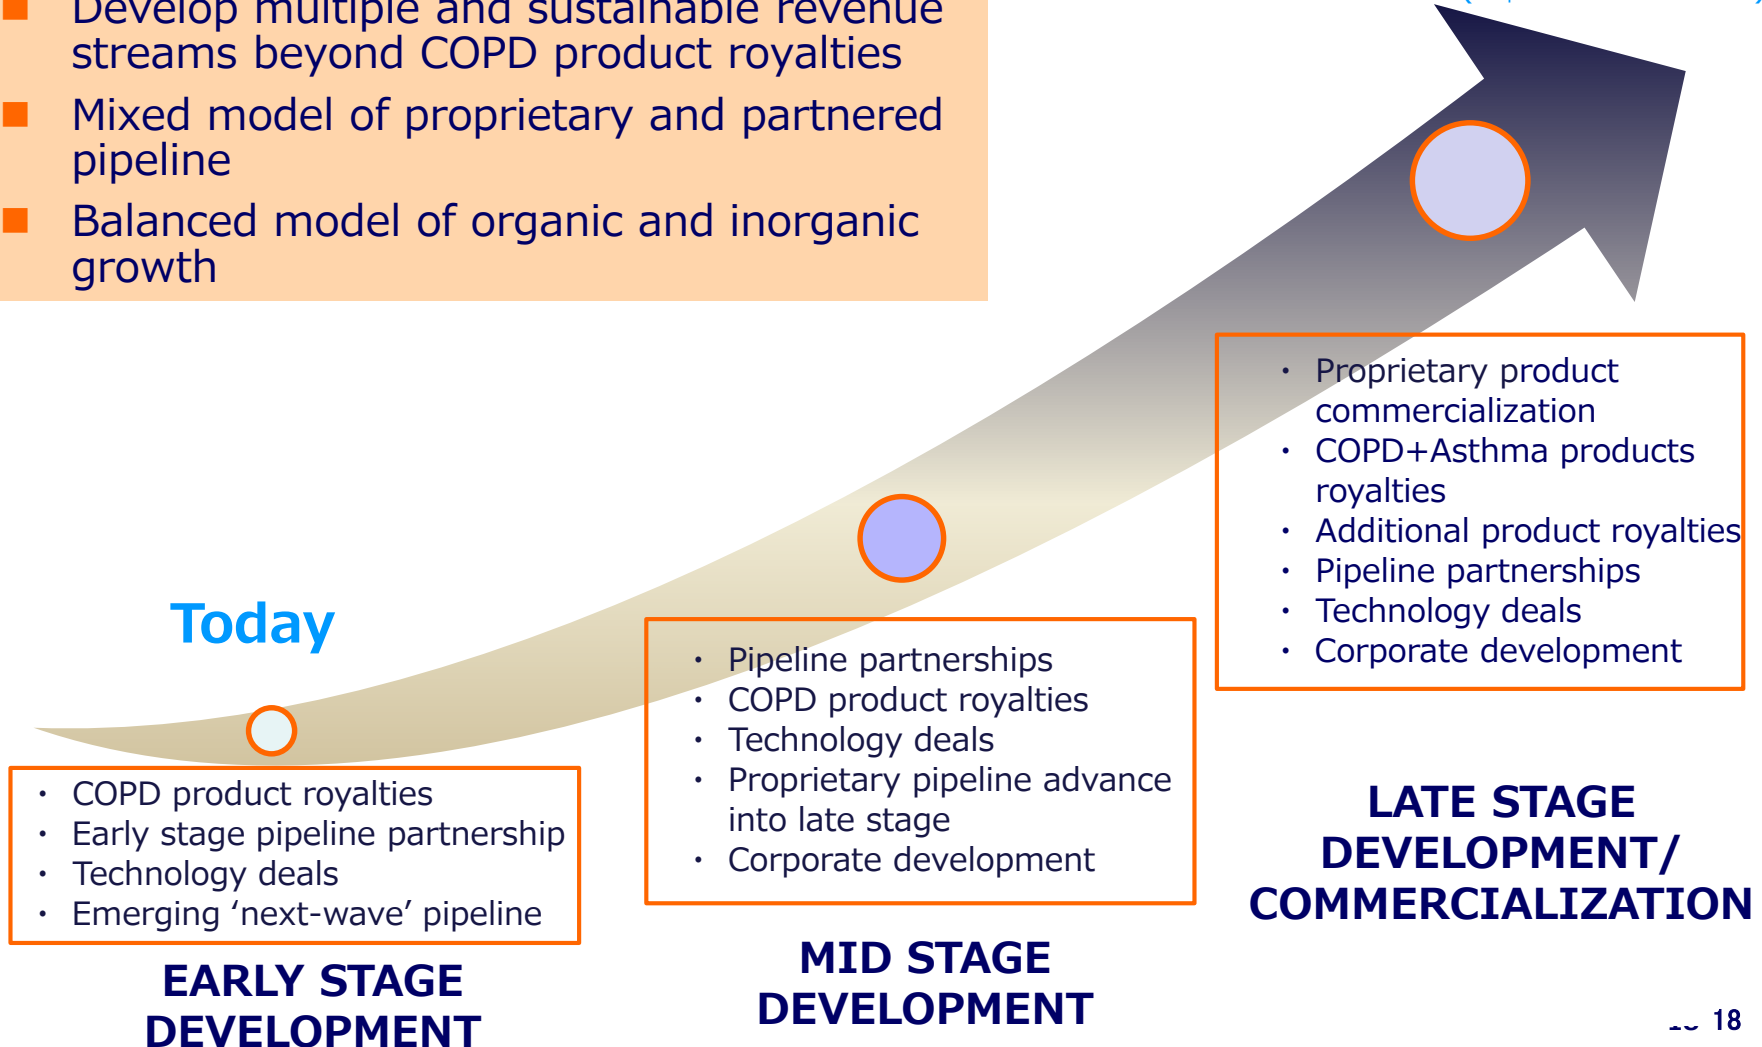 ■ Develop multiple and sustainable revenue
streams beyond COPD product royalties
■ Mixed model of proprietary and partnered
pipeline
■ Balanced model of organic and inorganic
growth
Today
・ COPD product royalties
・ Early stage pipeline partnership
・ Technology deals
・ Emerging ‘next-wave’ pipeline
EARLY STAGE
DEVELOPMENT
・ Pipeline partnerships
・ COPD product royalties
・ Technology deals
・ Proprietary pipeline advance
into late stage
・ Corporate development
MID STAGE
DEVELOPMENT
・ Proprietary product
commercialization
・ COPD+Asthma products
royalties
・ Additional product royalties
・ Pipeline partnerships
・ Technology deals
・ Corporate development
LATE STAGE
DEVELOPMENT/
COMMERCIALIZATION
18